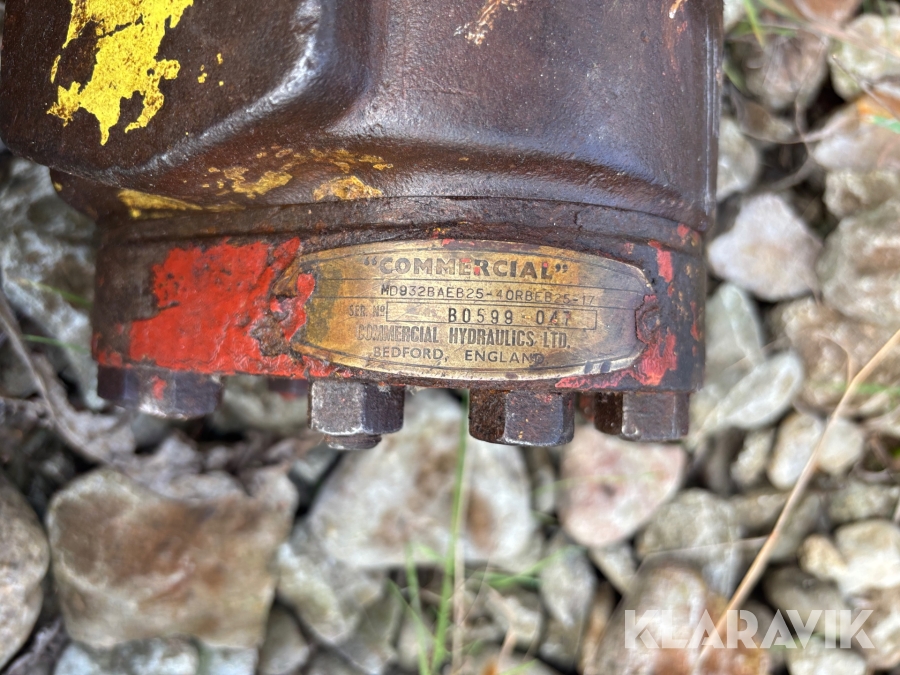 "COMMERCIAL"
MD932BAEB25-40RBEB25-17
SER. Nº B0599-047
COMMERCIAL HYDRAULICS LTD.
BEDFORD, ENGLAND
KLARAVIK